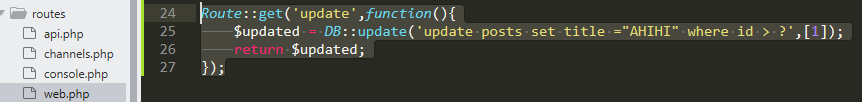 routes
api.php
channels.php
console.php
web.php
24 Route::get('update',function(){
25 $updated = DB::update('update posts set title ="AHIHI" where id > ?',[1]);
26 return $updated;
27 });